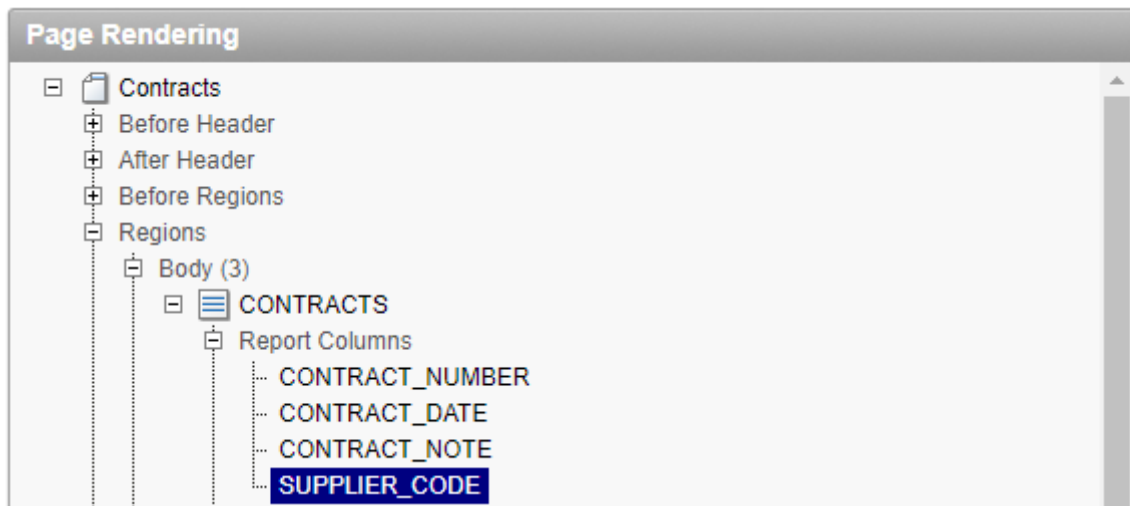 Page Rendering
Contracts
Before Header
After Header
Before Regions
Regions
Body (3)
CONTRACTS
Report Columns
CONTRACT_NUMBER
CONTRACT_DATE
CONTRACT_NOTE
SUPPLIER_CODE